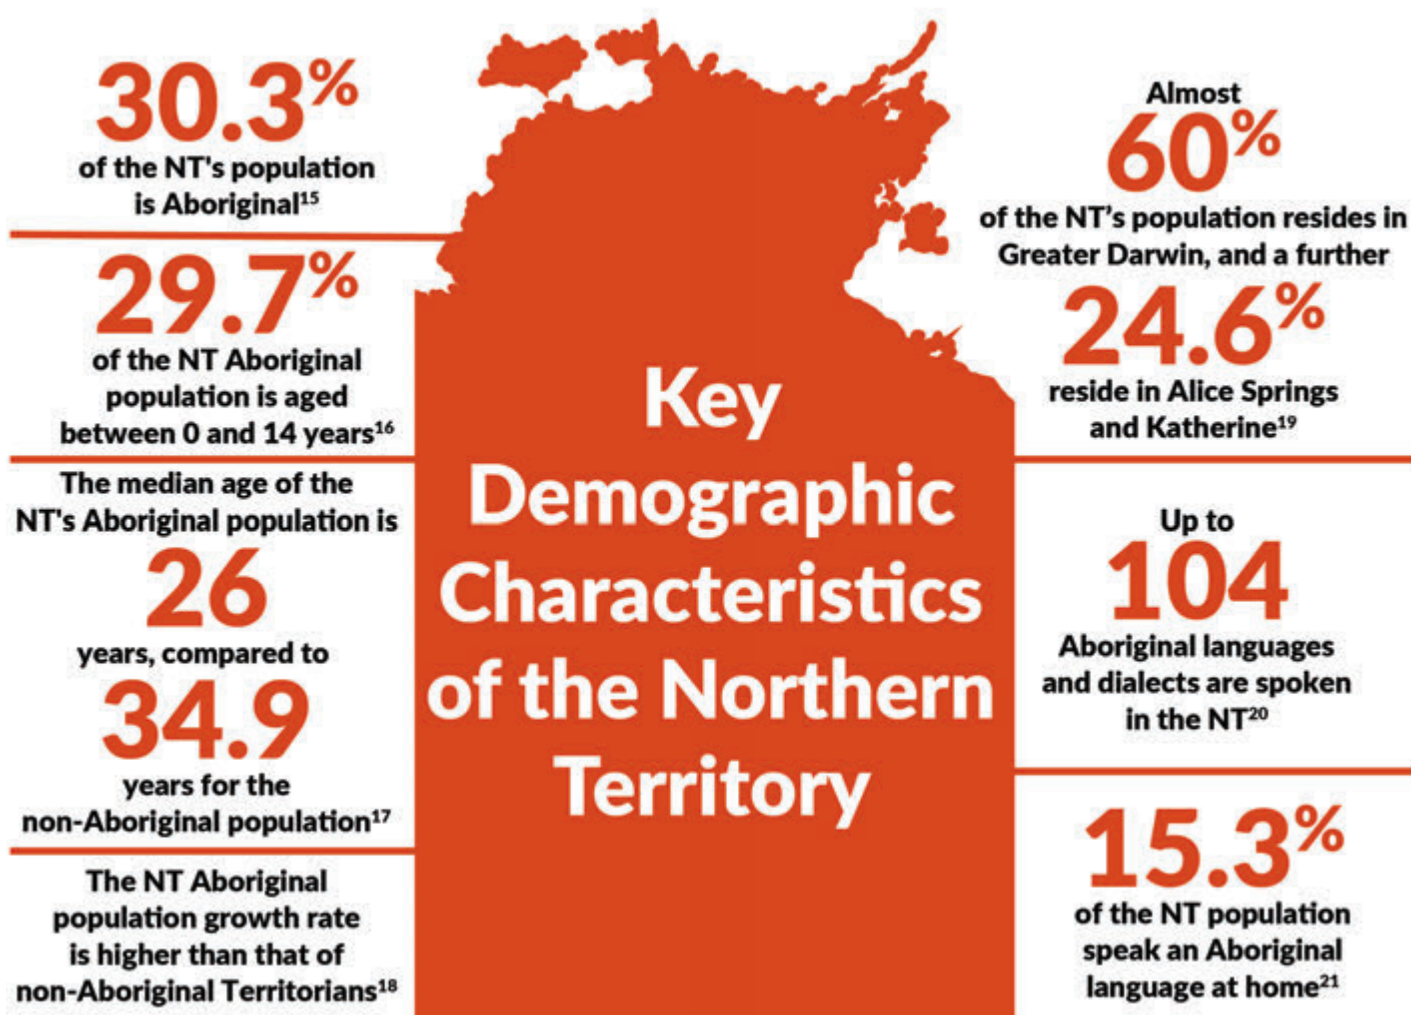 30.3%
of the NT's population
is Aboriginal¹⁵
29.7%
of the NT Aboriginal
population is aged
between 0 and 14 years¹⁶
The median age of the
NT's Aboriginal population is
26
years, compared to
34.9
years for the
non-Aboriginal population¹⁷
The NT Aboriginal
population growth rate
is higher than that of
non-Aboriginal Territorians¹⁸
Key
Demographic
Characteristics
of the Northern
Territory
Almost
60%
of the NT’s population resides in
Greater Darwin, and a further
24.6%
reside in Alice Springs
and Katherine¹⁹
Up to
104
Aboriginal languages
and dialects are spoken
in the NT²⁰
15.3%
of the NT population
speak an Aboriginal
language at home²¹